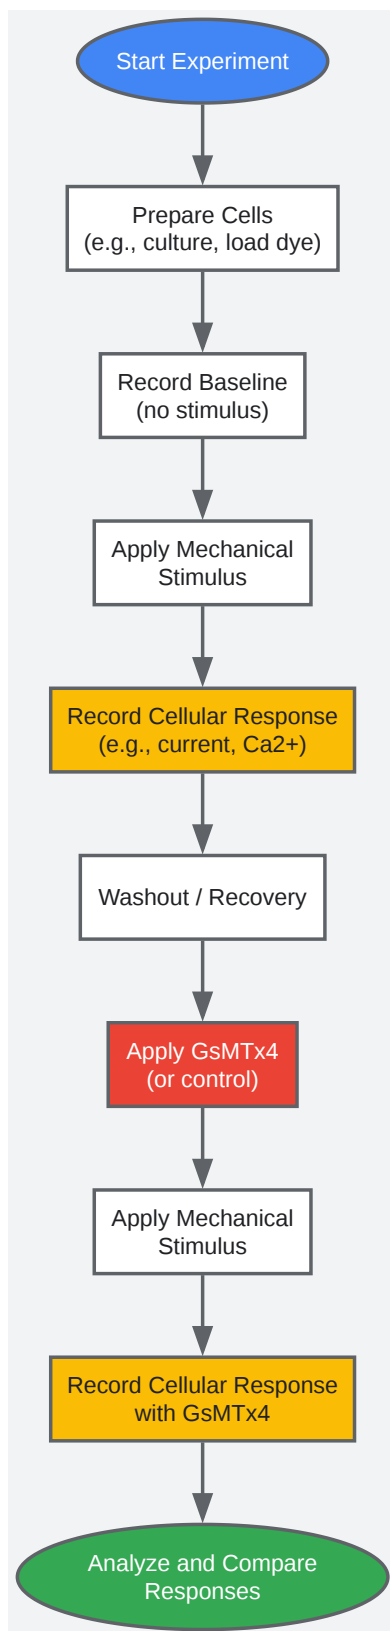 Start Experiment
Prepare Cells
(e.g., culture, load dye)
Record Baseline
(no stimulus)
Apply Mechanical
Stimulus
Record Cellular Response
(e.g., current, Ca2+)
Washout / Recovery
Apply GsMTx4
(or control)
Apply Mechanical
Stimulus
Record Cellular Response
with GsMTx4
Analyze and Compare
Responses